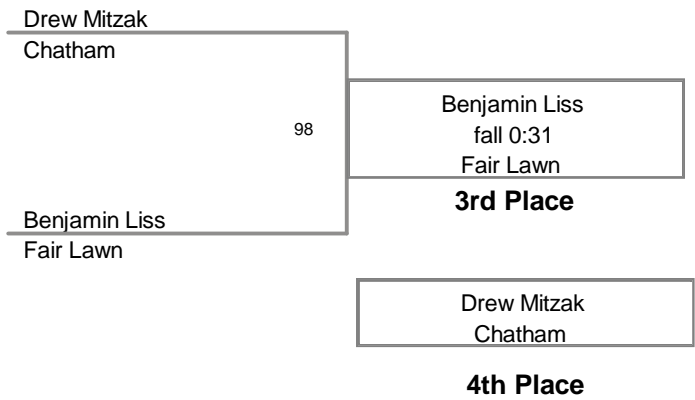 Drew Mitzak
Chatham
98
Benjamin Liss
fall 0:31
Fair Lawn
3rd Place
Benjamin Liss
Fair Lawn
Drew Mitzak
Chatham
4th Place